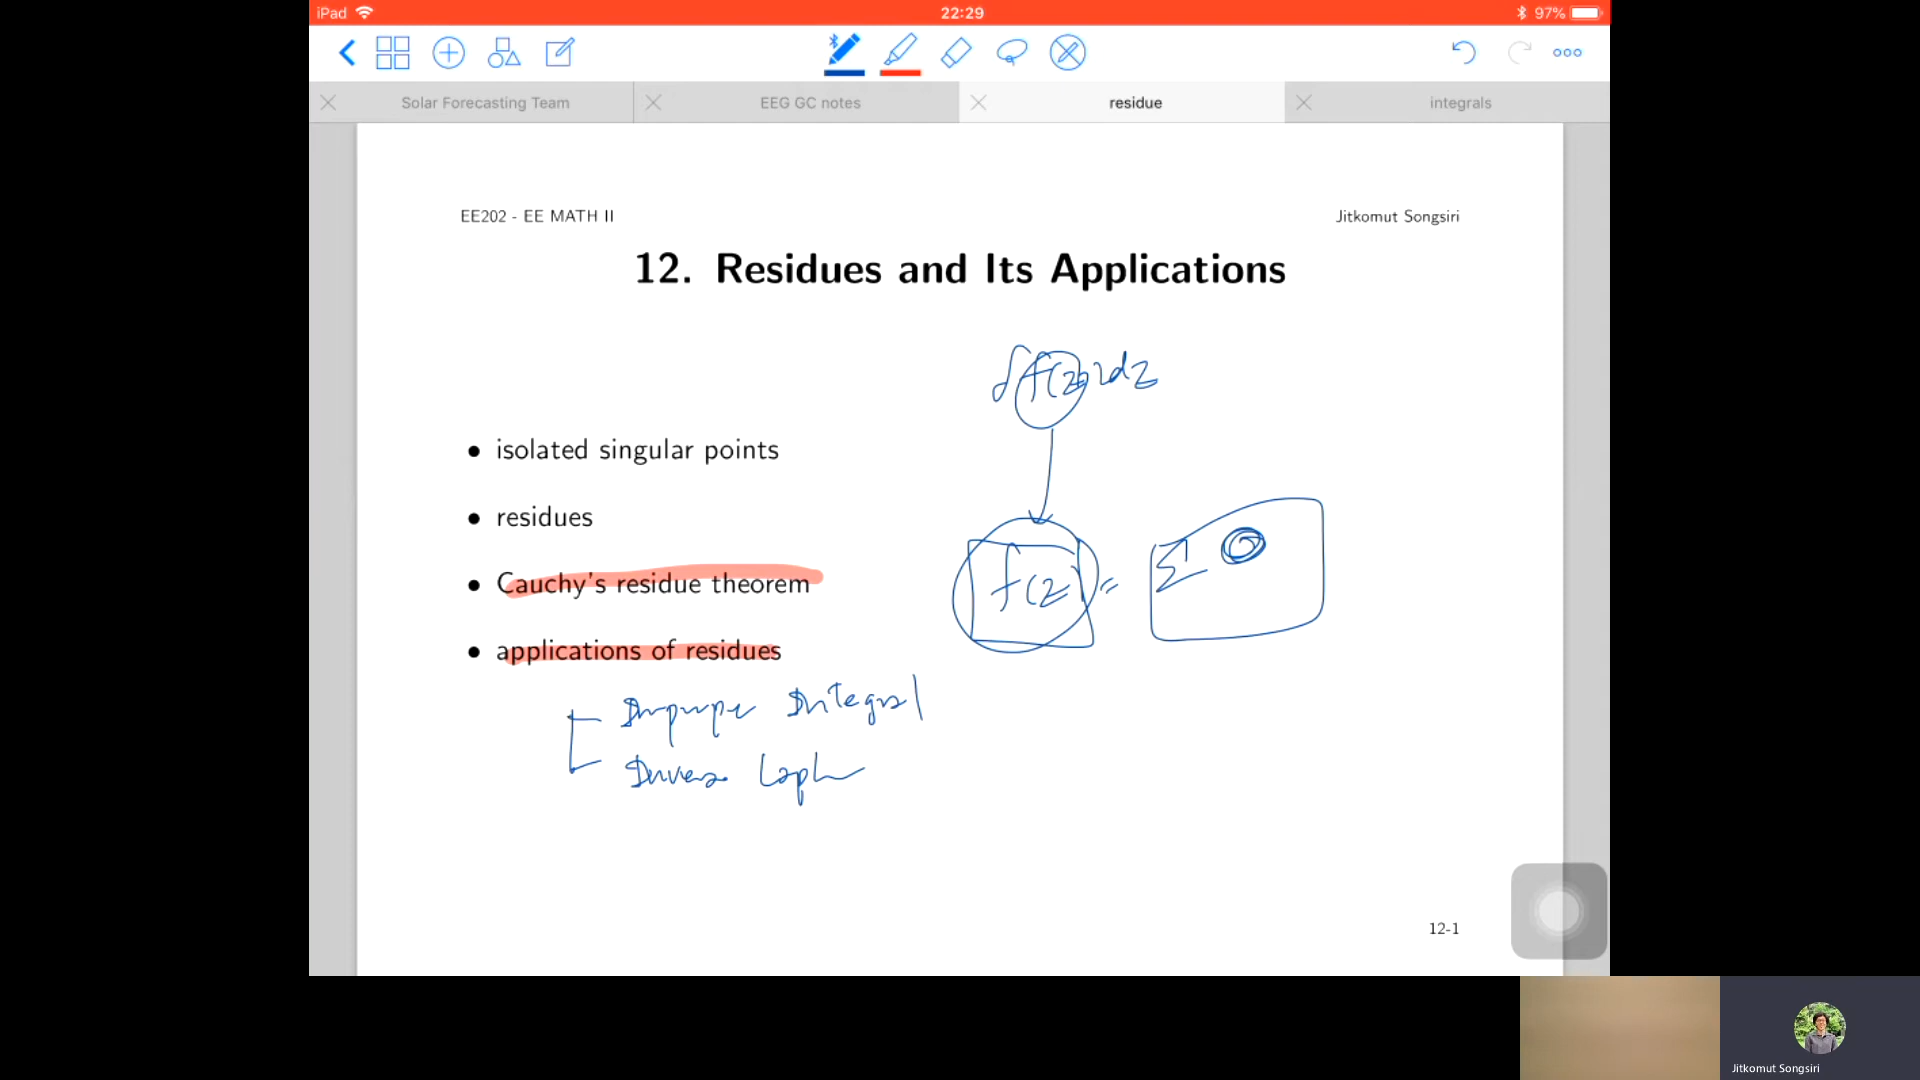 iPad 22:29 97%
Solar Forecasting Team EEG GC notes residue integrals
EE202 - EE MATH II Jitkomut Songsiri
12. Residues and Its Applications
∫f(z)dz
• isolated singular points
• residues
• Cauchy's residue theorem
f(z) = Σ
• applications of residues
Improper Integral
Inverse Lapl
12-1
Jitkomut Songsiri